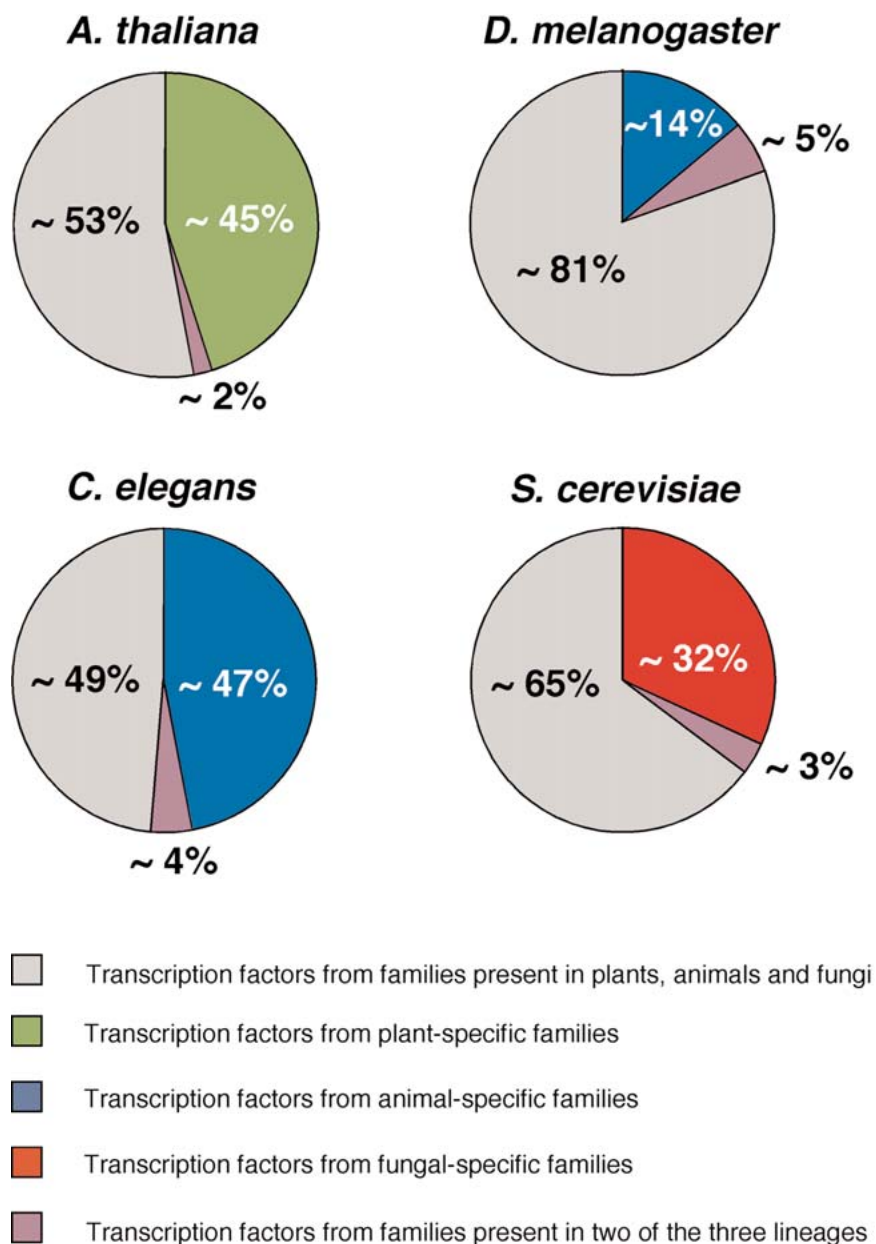 A. thaliana
D. melanogaster
~14%
~ 5%
~ 53%
~ 45%
~ 81%
~ 2%
C. elegans
S. cerevisiae
~ 49%
~ 47%
~ 65%
~ 32%
~ 3%
~ 4%
Transcription factors from families present in plants, animals and fungi
Transcription factors from plant-specific families
Transcription factors from animal-specific families
Transcription factors from fungal-specific families
Transcription factors from families present in two of the three lineages